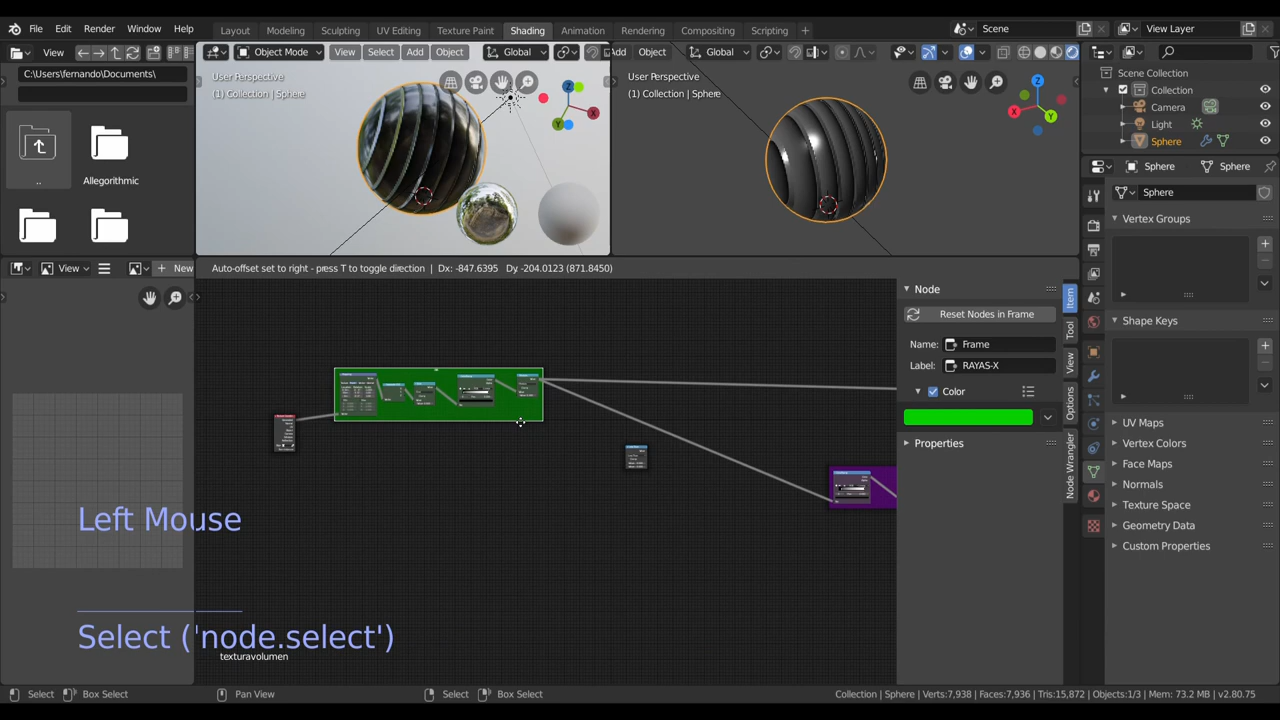 File Edit Render Window Help
Layout Modeling Sculpting UV Editing Texture Paint Shading Animation Rendering Compositing Scripting +
Scene
View Layer
View
Object Mode View Select Add Object Global
Add Object Global
C:\Users\fernando\Documents\
User Perspective
(1) Collection | Sphere
User Perspective
(1) Collection | Sphere
..
Allegorithmic
Z
X
Y
Z
X
Y
Scene Collection
Collection
Camera
Light
Sphere
Sphere Sphere
Sphere
Vertex Groups
Shape Keys
UV Maps
Vertex Colors
Face Maps
Normals
Texture Space
Geometry Data
Custom Properties
View
New
Auto-offset set to right - press T to toggle direction | Dx: -847.6395 Dy -204.0123 (871.8450)
Node
Reset Nodes in Frame
Name: Frame
Label: RAYAS-X
Color
Properties
Item
Tool
View
Options
Node Wrangler
Left Mouse
Select ('node.select')
texturavolumen
Select Box Select Pan View Select Box Select
Collection | Sphere | Verts:7,938 | Faces:7,936 | Tris:15,872 | Objects:1/3 | Mem: 73.2 MB | v2.80.75